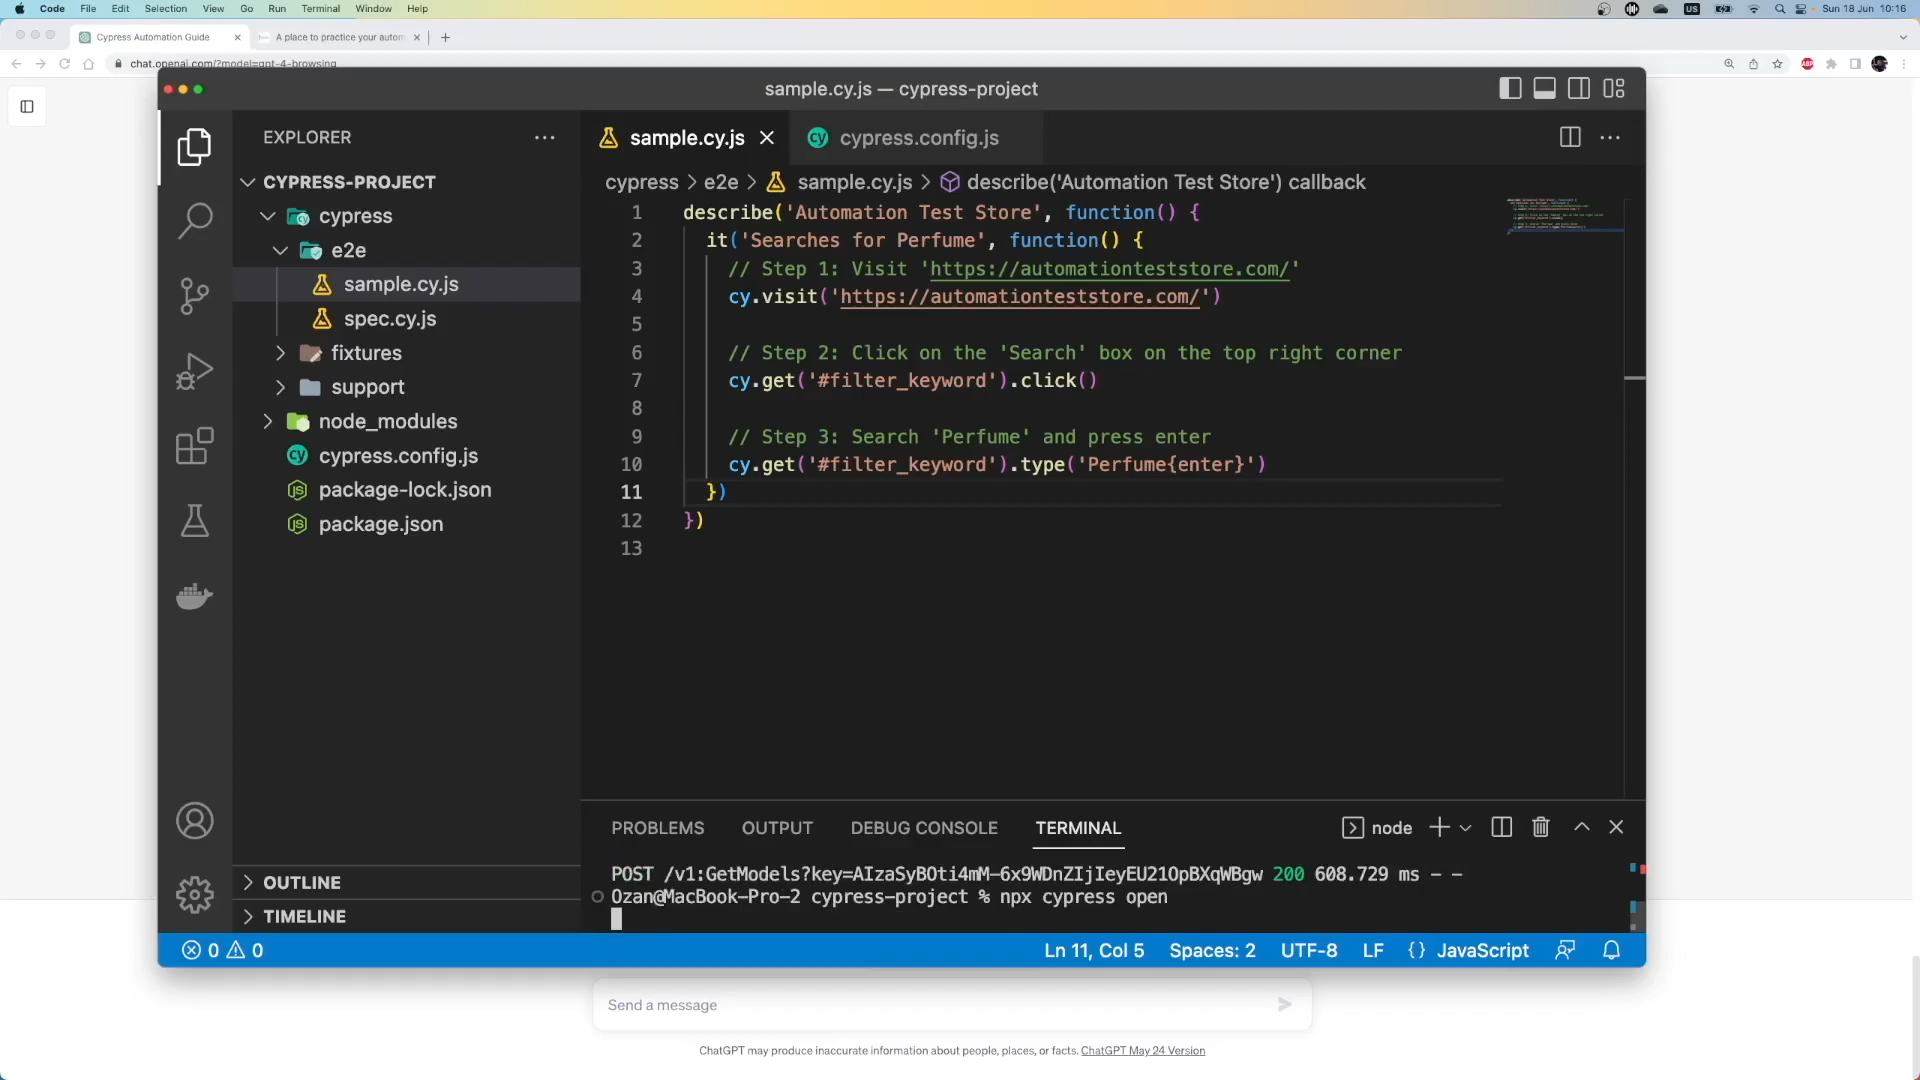 Code File Edit Selection View Go Run Terminal Window Help US Sun 18 Jun 10:16
Cypress Automation Guide A place to practice your autom
chat.openai.com/?model=gpt-4-browsing
sample.cy.js — cypress-project
EXPLORER
CYPRESS-PROJECT
cypress
e2e
sample.cy.js
spec.cy.js
fixtures
support
node_modules
cypress.config.js
package-lock.json
package.json
OUTLINE
TIMELINE
sample.cy.js cypress.config.js
cypress > e2e > sample.cy.js > describe('Automation Test Store') callback
1 describe('Automation Test Store', function() {
2 it('Searches for Perfume', function() {
3 // Step 1: Visit 'https://automationteststore.com/'
4 cy.visit('https://automationteststore.com/')
5
6 // Step 2: Click on the 'Search' box on the top right corner
7 cy.get('#filter_keyword').click()
8
9 // Step 3: Search 'Perfume' and press enter
10 cy.get('#filter_keyword').type('Perfume{enter}')
11 })
12 })
13
PROBLEMS OUTPUT DEBUG CONSOLE TERMINAL node
POST /v1:GetModels?key=AIzaSyBOti4mM-6x9WDnZIjIeyEU21OpBXqWBgw 200 608.729 ms - -
Ozan@MacBook-Pro-2 cypress-project % npx cypress open
0 0 Ln 11, Col 5 Spaces: 2 UTF-8 LF {} JavaScript
Send a message
ChatGPT may produce inaccurate information about people, places, or facts. ChatGPT May 24 Version